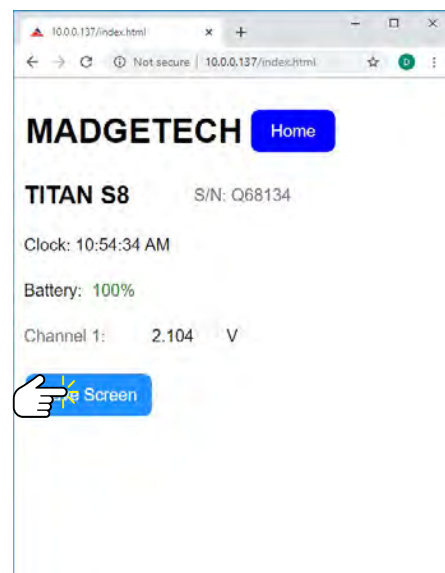 10.0.0.137/index.html
Not secure 10.0.0.137/index.html
D
MADGETECH Home
TITAN S8 S/N: Q68134
Clock: 10:54:34 AM
Battery: 100%
Channel 1: 2.104 V
Screen